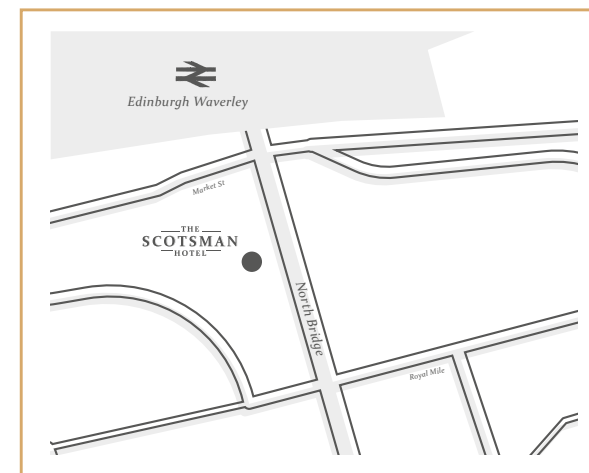 Edinburgh Waverley
Market St
THE
SCOTSMAN
HOTEL
North Bridge
Royal Mile